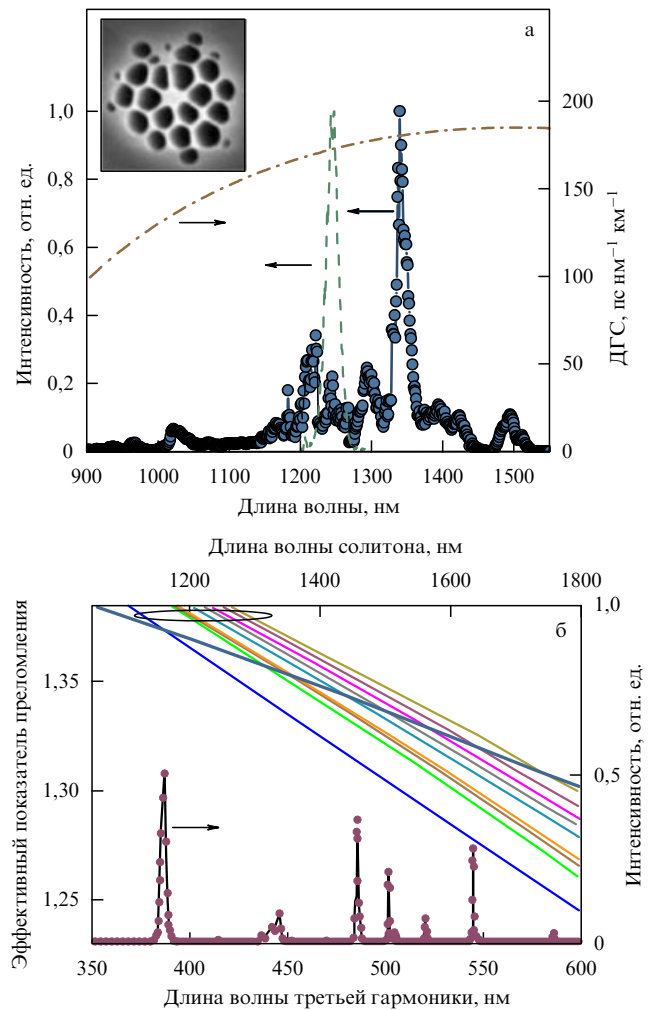 а
1,0
0,8
0,6
0,4
0,2
0
Интенсивность, отн. ед.
200
150
100
50
0
ДГС, пс нм−1 км−1
900 1000 1100 1200 1300 1400 1500
Длина волны, нм
Длина волны солитона, нм
1200 1400 1600 1800
б
1,35
1,30
1,25
Эффективный показатель преломления
1,0
0,5
0
Интенсивность, отн. ед.
350 400 450 500 550 600
Длина волны третьей гармоники, нм